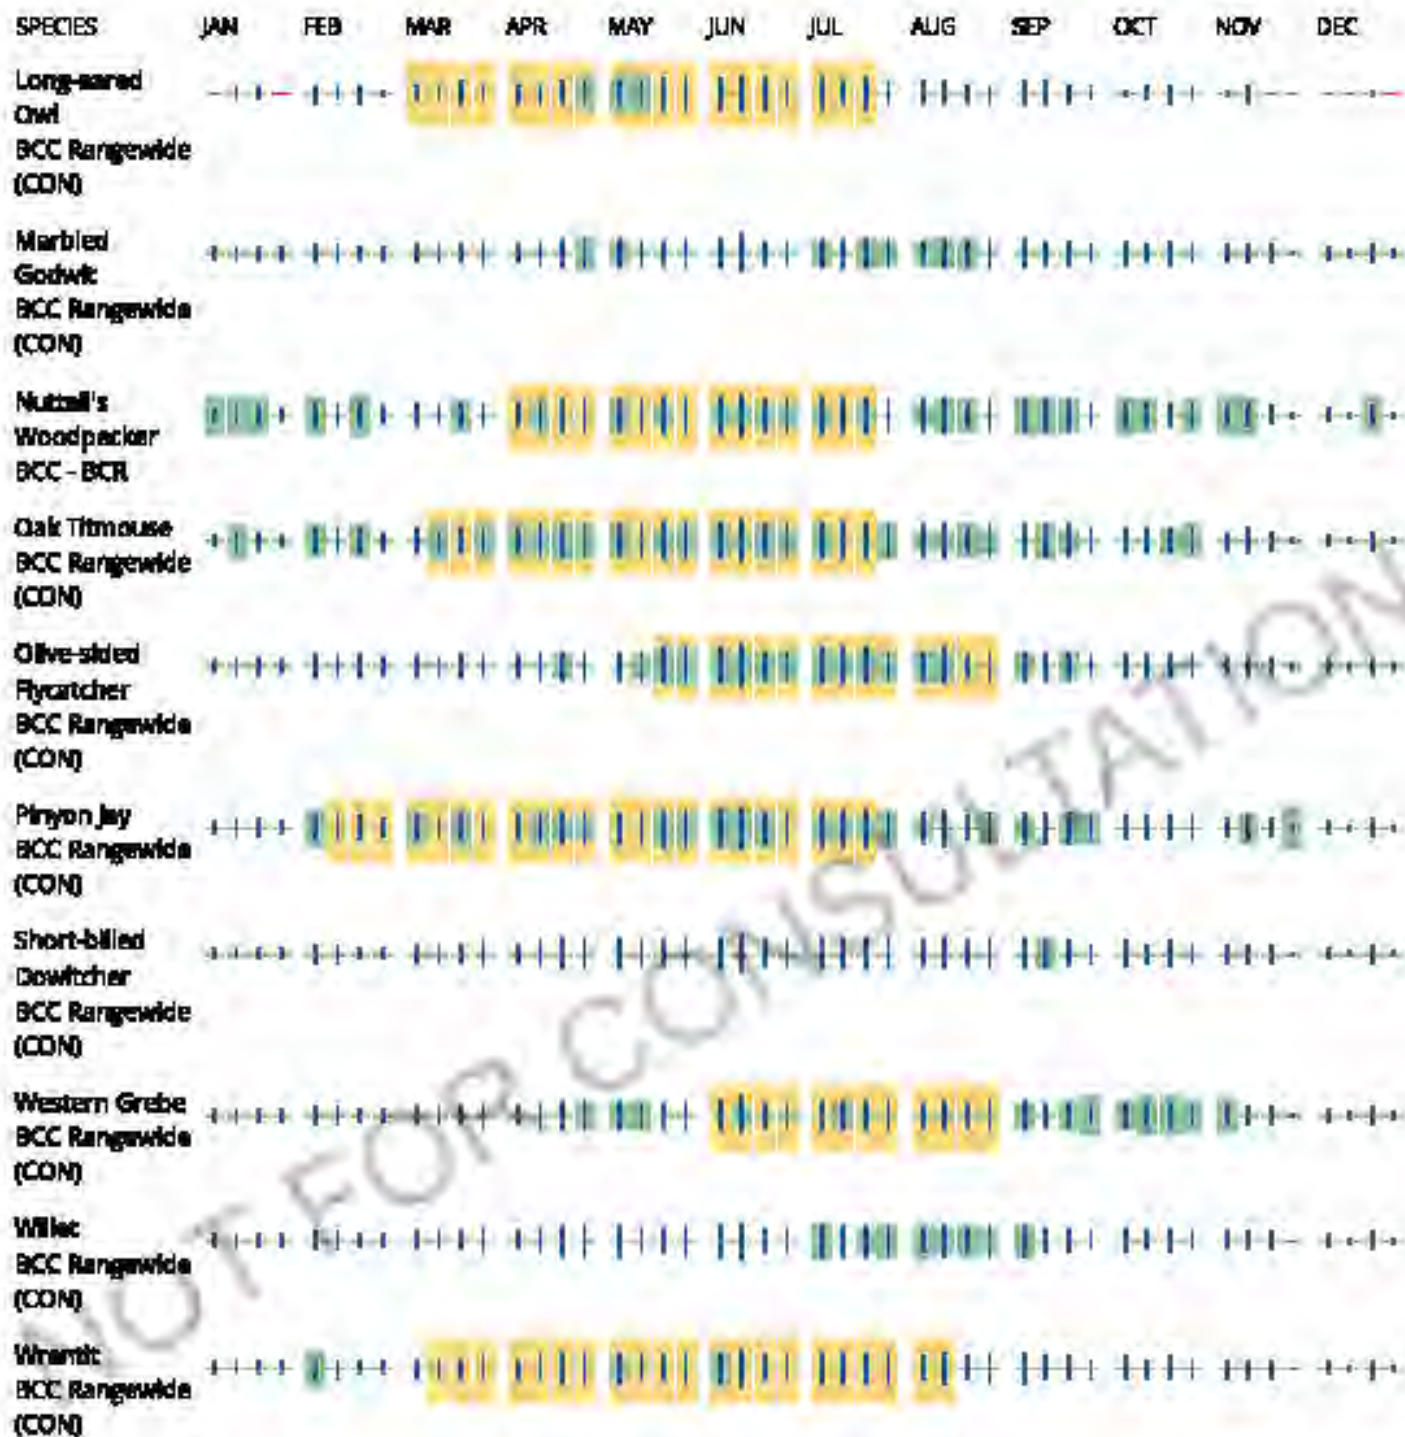 SPECIES JAN FEB MAR APR MAY JUN JUL AUG SEP OCT NOV DEC
Long-eared
Owl
BCC Rangewide
(CON)
Marbled
Godwit
BCC Rangewide
(CON)
Nuttall's
Woodpecker
BCC - BCR
Oak Titmouse
BCC Rangewide
(CON)
Olive-sided
Flycatcher
BCC Rangewide
(CON)
Pinyon Jay
BCC Rangewide
(CON)
Short-billed
Dowitcher
BCC Rangewide
(CON)
Western Grebe
BCC Rangewide
(CON)
Willet
BCC Rangewide
(CON)
Wrentit
BCC Rangewide
(CON)
NOT FOR CONSULTATION